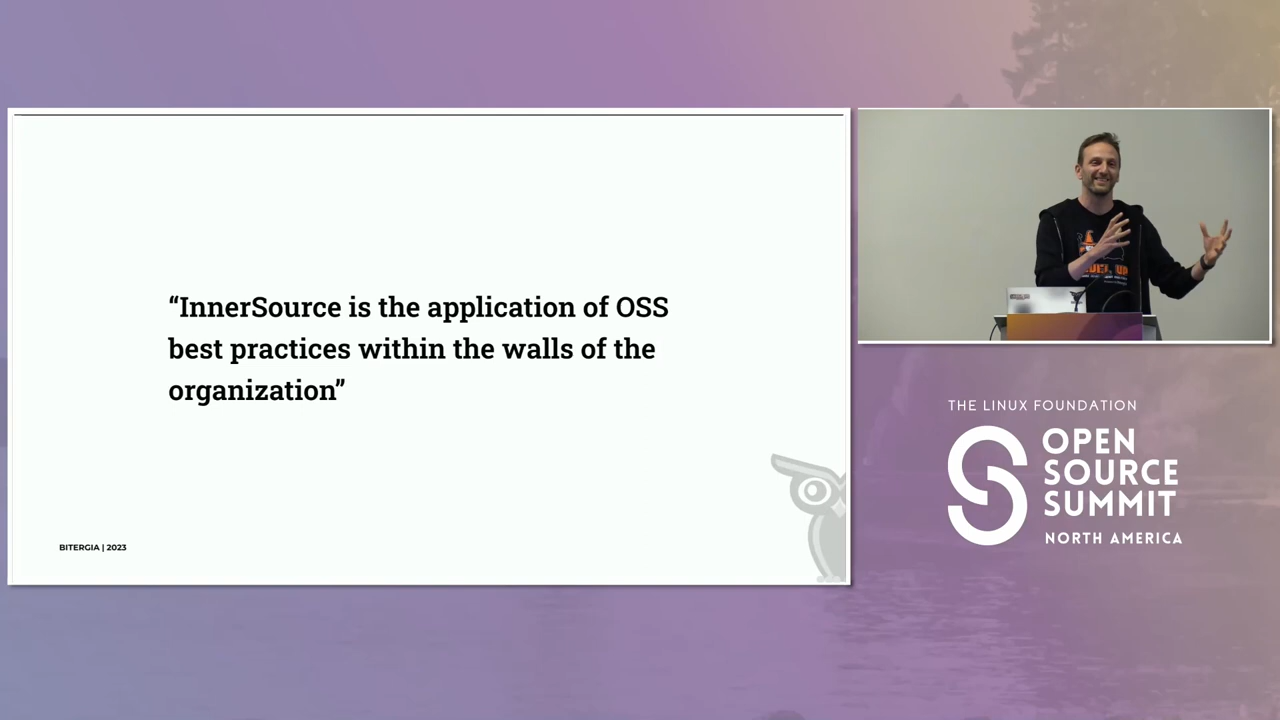 “InnerSource is the application of OSS
best practices within the walls of the
organization”
BITERGIA | 2023
THE LINUX FOUNDATION
OPEN
SOURCE
SUMMIT
NORTH AMERICA